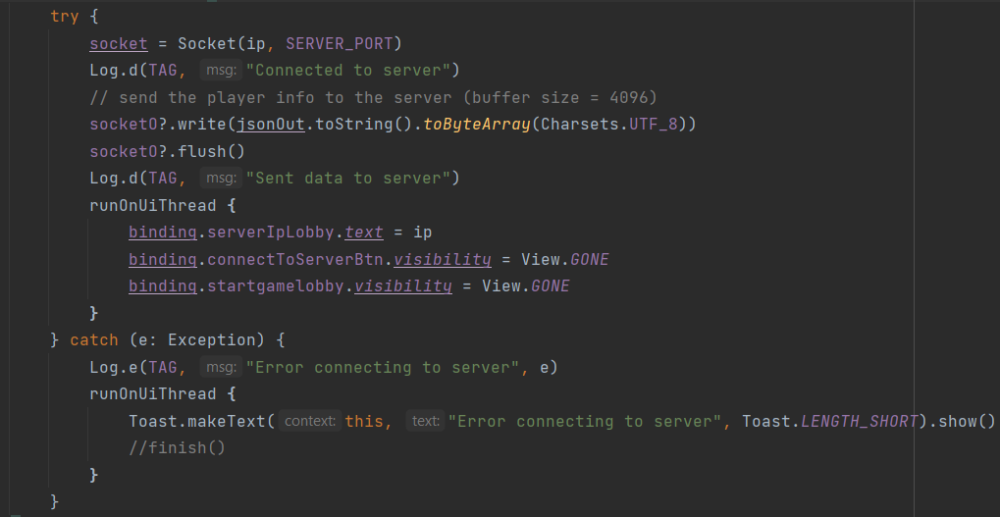 try {
socket = Socket(ip, SERVER_PORT)
Log.d(TAG, msg: "Connected to server")
// send the player info to the server (buffer size = 4096)
socketO?.write(jsonOut.toString().toByteArray(Charsets.UTF_8))
socketO?.flush()
Log.d(TAG, msg: "Sent data to server")
runOnUiThread {
binding.serverIpLobby.text = ip
binding.connectToServerBtn.visibility = View.GONE
binding.startgamelobby.visibility = View.GONE
}
} catch (e: Exception) {
Log.e(TAG, msg: "Error connecting to server", e)
runOnUiThread {
Toast.makeText( context: this, text: "Error connecting to server", Toast.LENGTH_SHORT).show()
//finish()
}
}